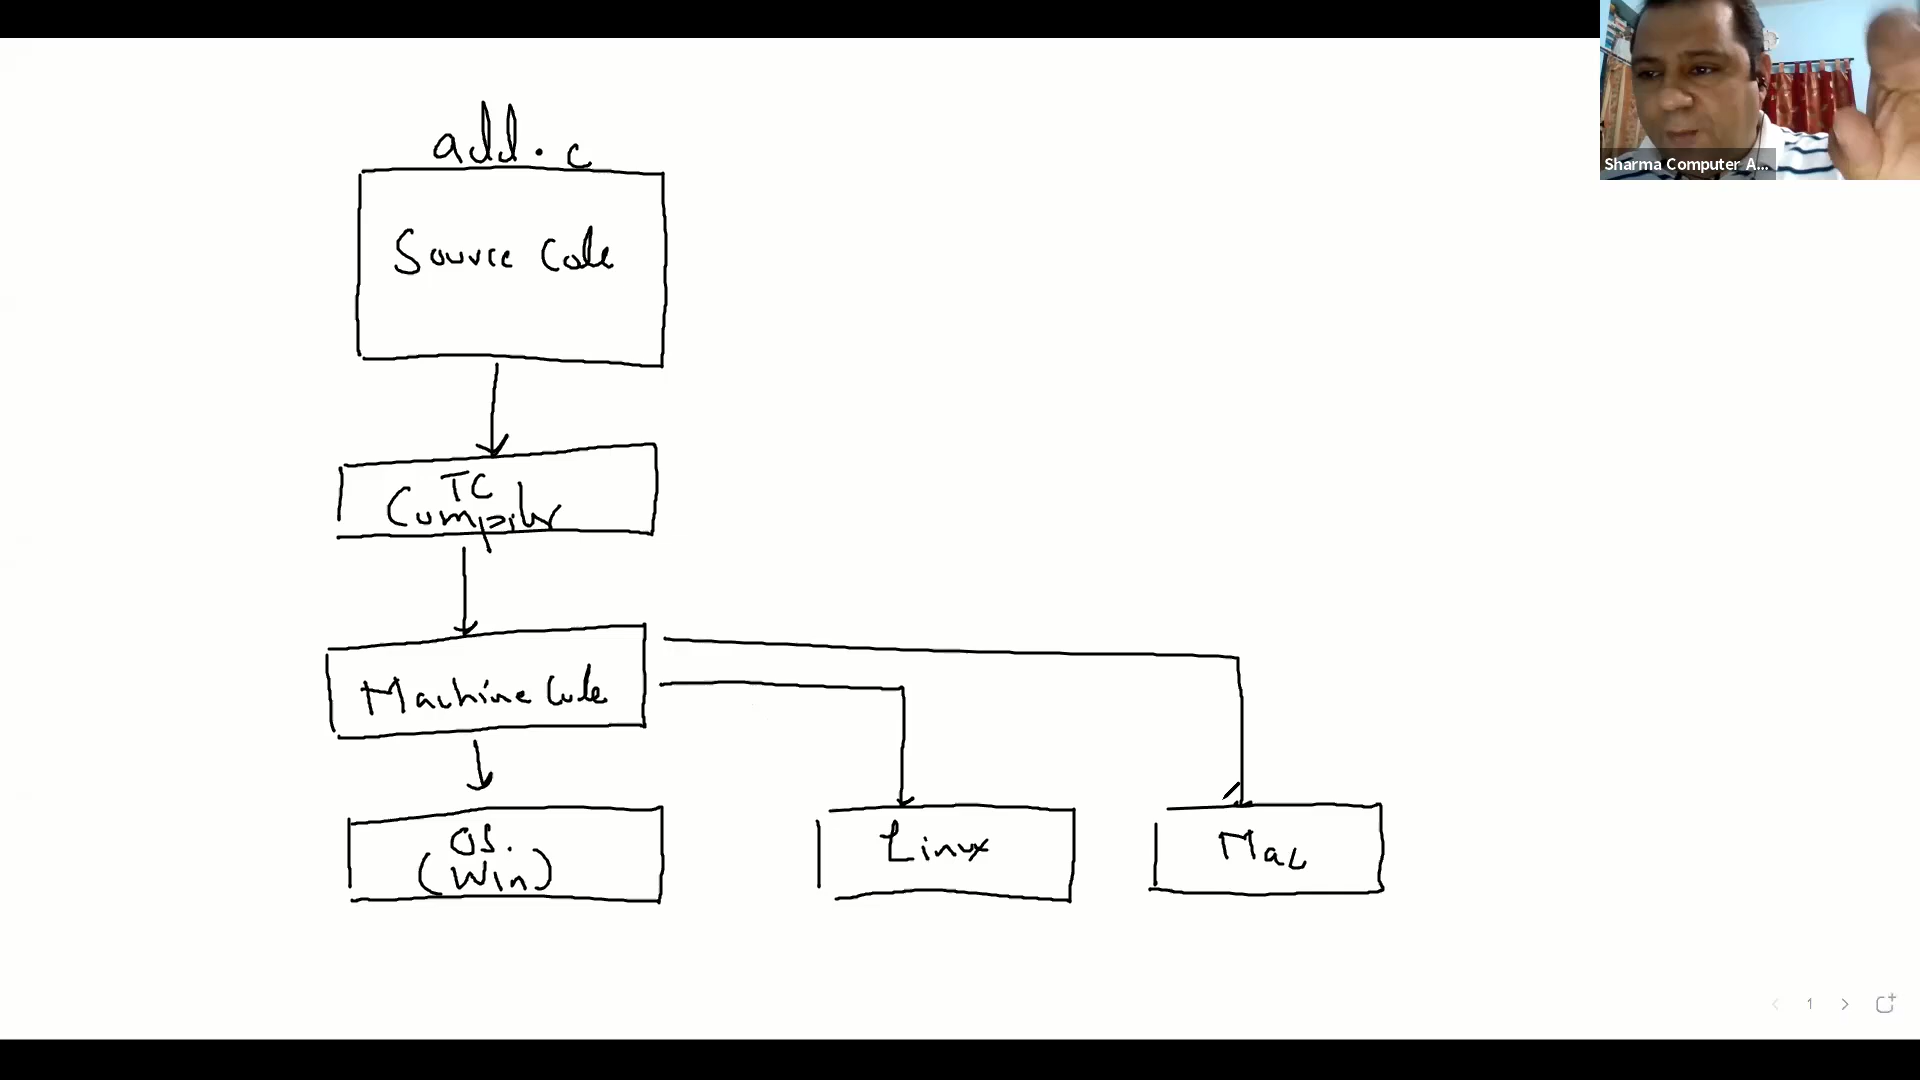 add.c
Source Code
TC
Compiler
Machine Code
OS.
(Win)
Linux
Mac
Sharma Computer A...
1